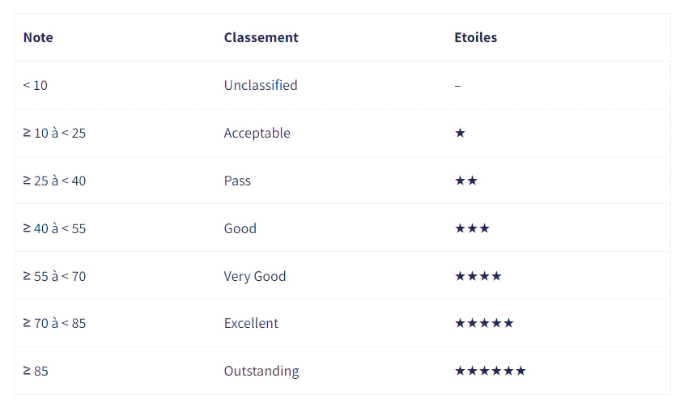 Note Classement Etoiles
< 10 Unclassified –
≥ 10 à < 25 Acceptable ★
≥ 25 à < 40 Pass ★★
≥ 40 à < 55 Good ★★★
≥ 55 à < 70 Very Good ★★★★
≥ 70 à < 85 Excellent ★★★★★
≥ 85 Outstanding ★★★★★★